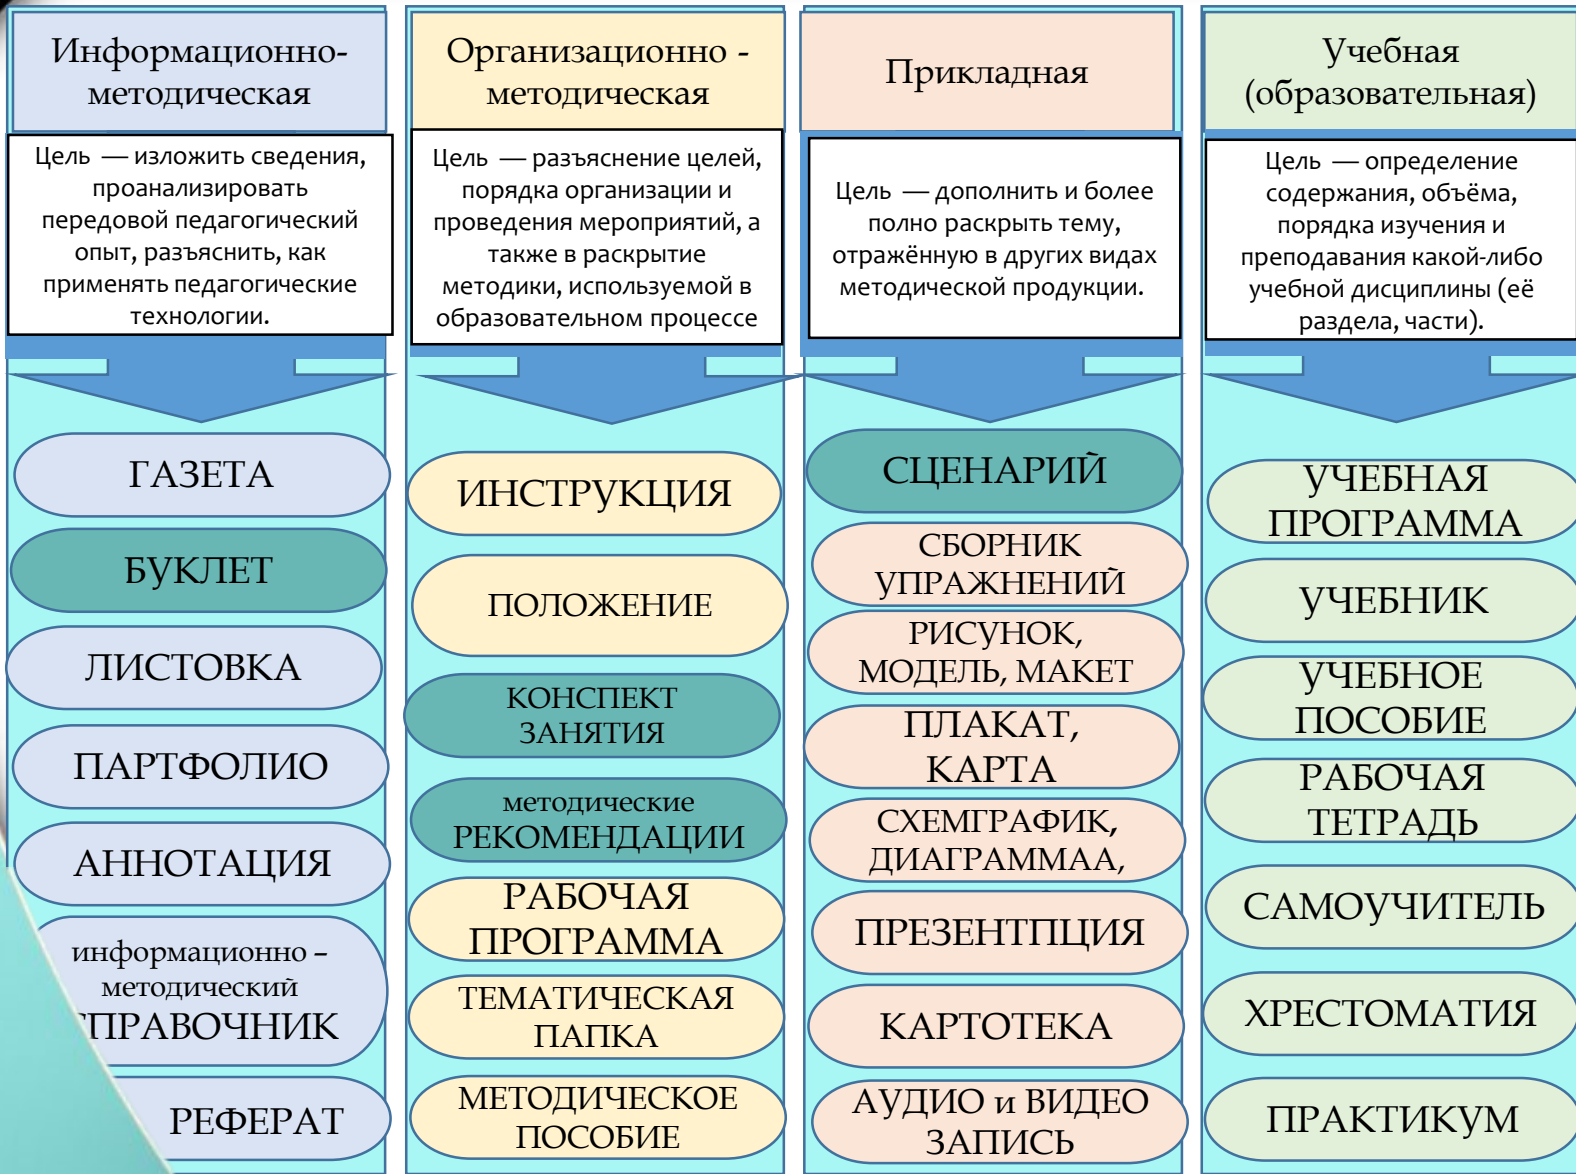 Информационно-
методическая
Цель — изложить сведения,
проанализировать
передовой педагогический
опыт, разъяснить, как
применять педагогические
технологии.
ГАЗЕТА
БУКЛЕТ
ЛИСТОВКА
ПАРТФОЛИО
АННОТАЦИЯ
информационно –
методический
СПРАВОЧНИК
РЕФЕРАТ
Организационно -
методическая
Цель — разъяснение целей,
порядка организации и
проведения мероприятий, а
также в раскрытие
методики, используемой в
образовательном процессе
ИНСТРУКЦИЯ
ПОЛОЖЕНИЕ
КОНСПЕКТ
ЗАНЯТИЯ
методические
РЕКОМЕНДАЦИИ
РАБОЧАЯ
ПРОГРАММА
ТЕМАТИЧЕСКАЯ
ПАПКА
МЕТОДИЧЕСКОЕ
ПОСОБИЕ
Прикладная
Цель — дополнить и более
полно раскрыть тему,
отражённую в других видах
методической продукции.
СЦЕНАРИЙ
СБОРНИК
УПРАЖНЕНИЙ
РИСУНОК,
МОДЕЛЬ, МАКЕТ
ПЛАКАТ,
КАРТА
СХЕМГРАФИК,
ДИАГРАММАА,
ПРЕЗЕНТПЦИЯ
КАРТОТЕКА
АУДИО и ВИДЕО
ЗАПИСЬ
Учебная
(образовательная)
Цель — определение
содержания, объёма,
порядка изучения и
преподавания какой-либо
учебной дисциплины (её
раздела, части).
УЧЕБНАЯ
ПРОГРАММА
УЧЕБНИК
УЧЕБНОЕ
ПОСОБИЕ
РАБОЧАЯ
ТЕТРАДЬ
САМОУЧИТЕЛЬ
ХРЕСТОМАТИЯ
ПРАКТИКУМ